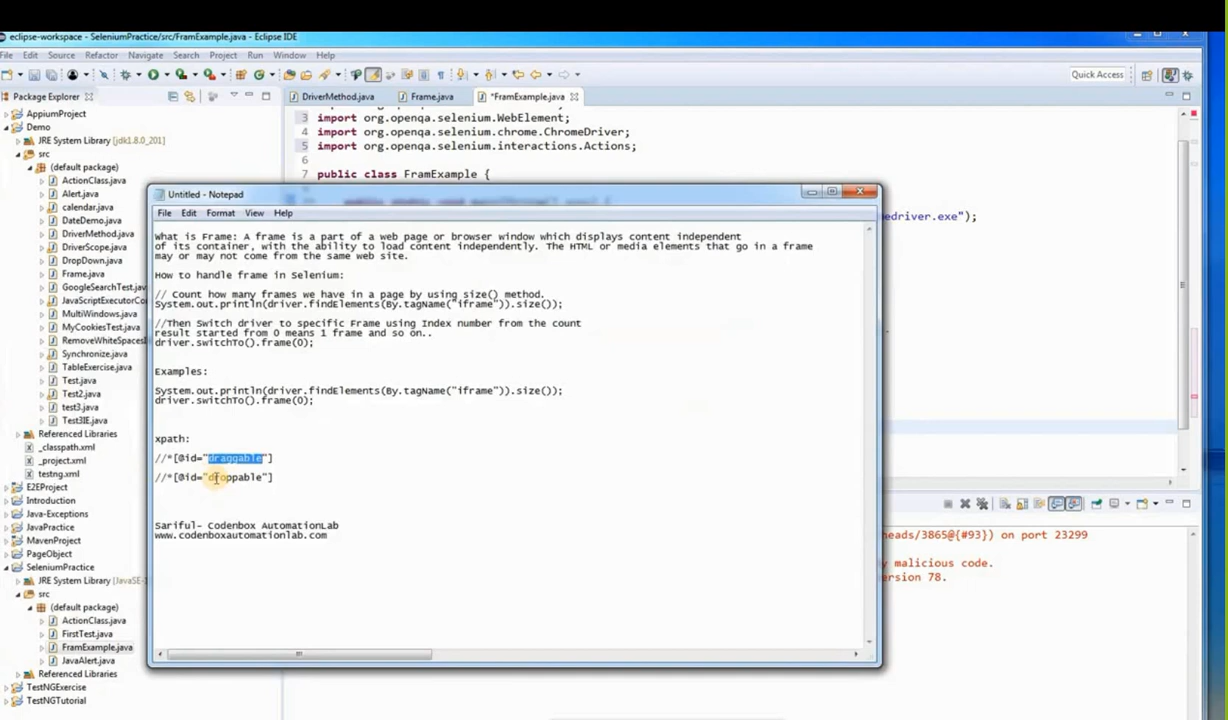 eclipse-workspace - SeleniumPractice/src/FramExample.java - Eclipse IDE
File Edit Source Refactor Navigate Search Project Run Window Help
Quick Access
Package Explorer
DriverMethod.java
Frame.java
*FramExample.java
AppiumProject
Demo
JRE System Library [jdk1.8.0_201]
src
(default package)
ActionClass.java
Alert.java
calendar.java
DateDemo.java
DriverMethod.java
DriverScope.java
DropDown.java
Frame.java
GoogleSearchTest.java
JavaScriptExecutorCo
MultiWindows.java
MyCookiesTest.java
RemoveWhiteSpaces
Synchronize.java
TableExercise.java
Test.java
Test2.java
test3.java
Test3IE.java
Referenced Libraries
_classpath.xml
_project.xml
testng.xml
E2EProject
Introduction
Java-Exceptions
JavaPractice
MavenProject
PageObject
SeleniumPractice
JRE System Library [JavaSE-1
src
(default package)
ActionClass.java
FirstTest.java
FramExample.java
JavaAlert.java
Referenced Libraries
TestNGExercise
TestNGTutorial
3 import org.openqa.selenium.WebElement;
4 import org.openqa.selenium.chrome.ChromeDriver;
5 import org.openqa.selenium.interactions.Actions;
6
7 public class FramExample {
edriver.exe");
Untitled - Notepad
File Edit Format View Help
What is Frame: A frame is a part of a web page or browser window which displays content independent
of its container, with the ability to load content independently. The HTML or media elements that go in a frame
may or may not come from the same web site.
How to handle frame in Selenium:
// Count how many frames we have in a page by using size() method.
System.out.println(driver.findElements(By.tagName("iframe")).size());
//Then Switch driver to specific Frame using Index number from the count
result started from 0 means 1 frame and so on..
driver.switchTo().frame(0);
Examples:
System.out.println(driver.findElements(By.tagName("iframe")).size());
driver.switchTo().frame(0);
xpath:
//*[@id="draggable"]
//*[@id="droppable"]
Sariful- Codenbox AutomationLab
www.codenboxautomationlab.com
heads/3865@{#93}) on port 23299
y malicious code.
ersion 78.